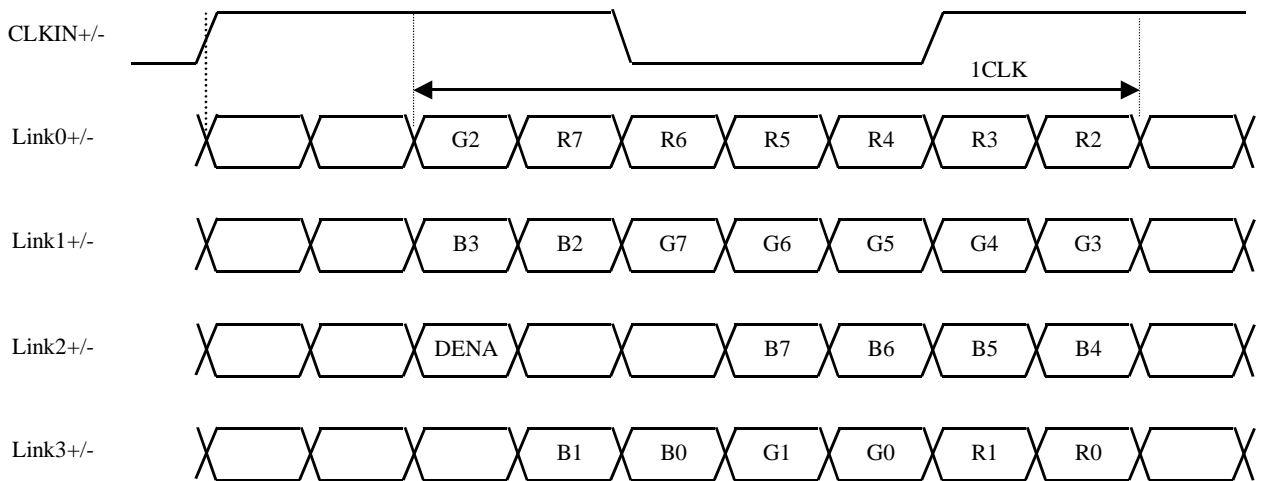 CLKIN+/-
1CLK
Link0+/- G2 R7 R6 R5 R4 R3 R2
Link1+/- B3 B2 G7 G6 G5 G4 G3
Link2+/- DENA B7 B6 B5 B4
Link3+/- B1 B0 G1 G0 R1 R0